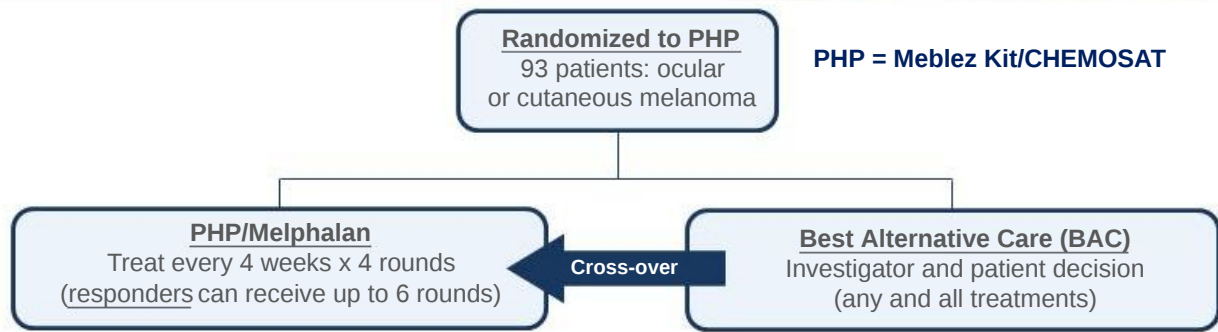 Randomized to PHP
93 patients: ocular
or cutaneous melanoma
PHP = Meblez Kit/CHEMOSAT
PHP/Melphalan
Treat every 4 weeks x 4 rounds
(responders can receive up to 6 rounds)
Cross-over
Best Alternative Care (BAC)
Investigator and patient decision
(any and all treatments)